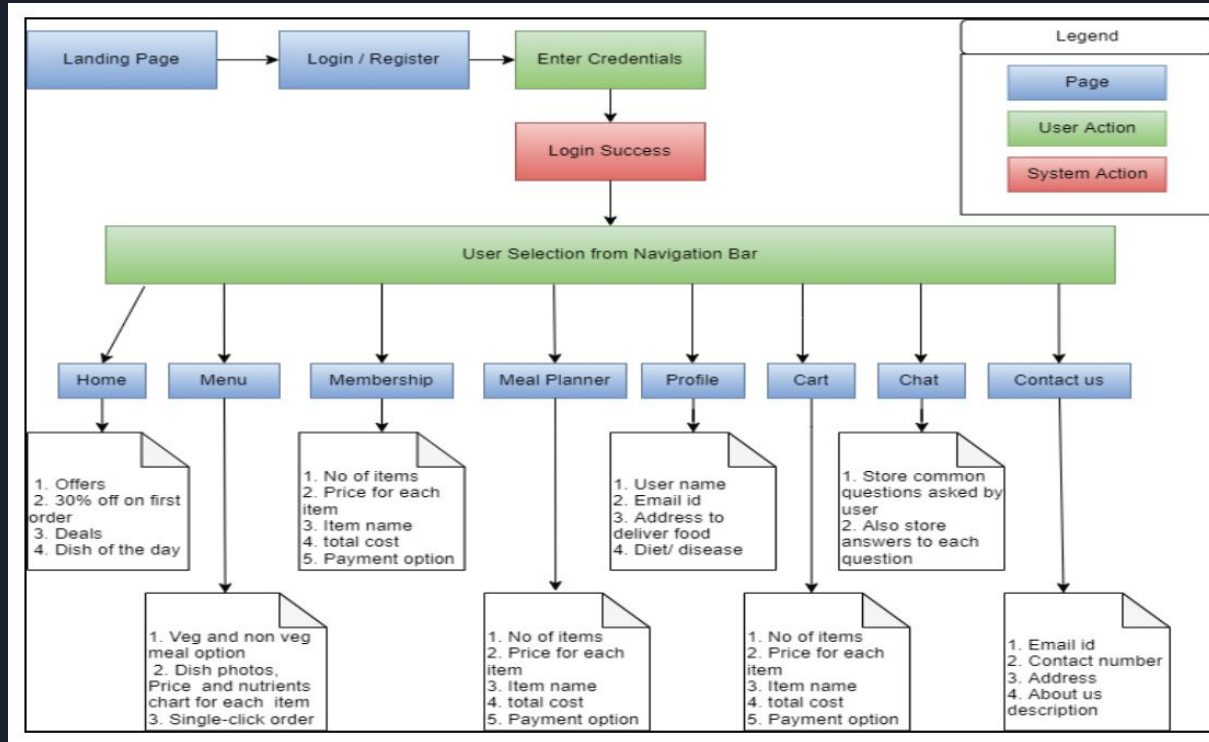 Landing Page
Login / Register
Enter Credentials
Legend
Page
User Action
System Action
Login Success
User Selection from Navigation Bar
Home
Menu
Membership
Meal Planner
Profile
Cart
Chat
Contact us
1. Offers
2. 30% off on first
order
3. Deals
4. Dish of the day
1. No of items
2. Price for each
item
3. Item name
4. total cost
5. Payment option
1. User name
2. Email id
3. Address to
deliver food
4. Diet/ disease
1. Store common
questions asked by
user
2. Also store
answers to each
question
1. Veg and non veg
meal option
2. Dish photos,
Price and nutrients
chart for each item
3. Single-click order
1. No of items
2. Price for each
item
3. Item name
4. total cost
5. Payment option
1. No of items
2. Price for each
item
3. Item name
4. total cost
5. Payment option
1. Email id
2. Contact number
3. Address
4. About us
description